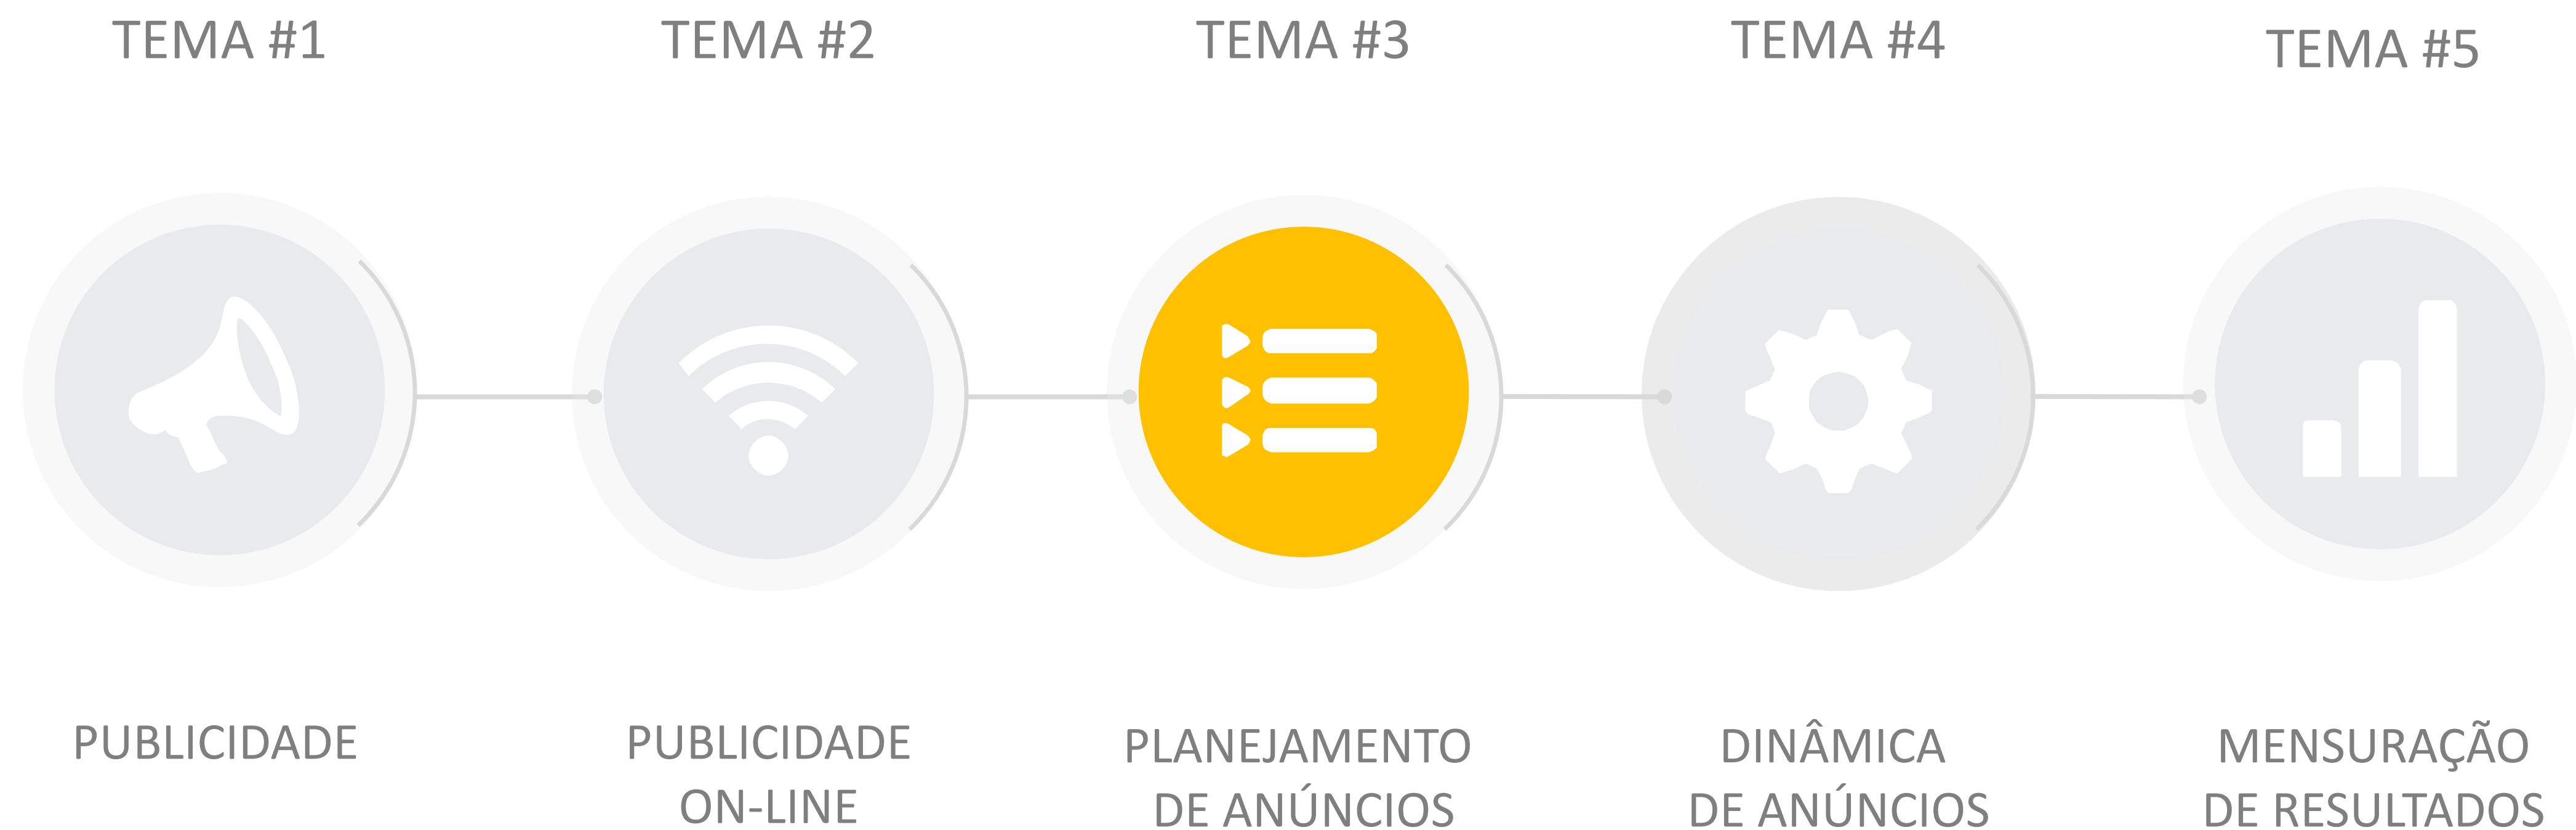 TEMA #1
TEMA #2
TEMA #3
TEMA #4
TEMA #5
PUBLICIDADE
PUBLICIDADE
ON-LINE
PLANEJAMENTO
DE ANÚNCIOS
DINÂMICA
DE ANÚNCIOS
MENSURAÇÃO
DE RESULTADOS